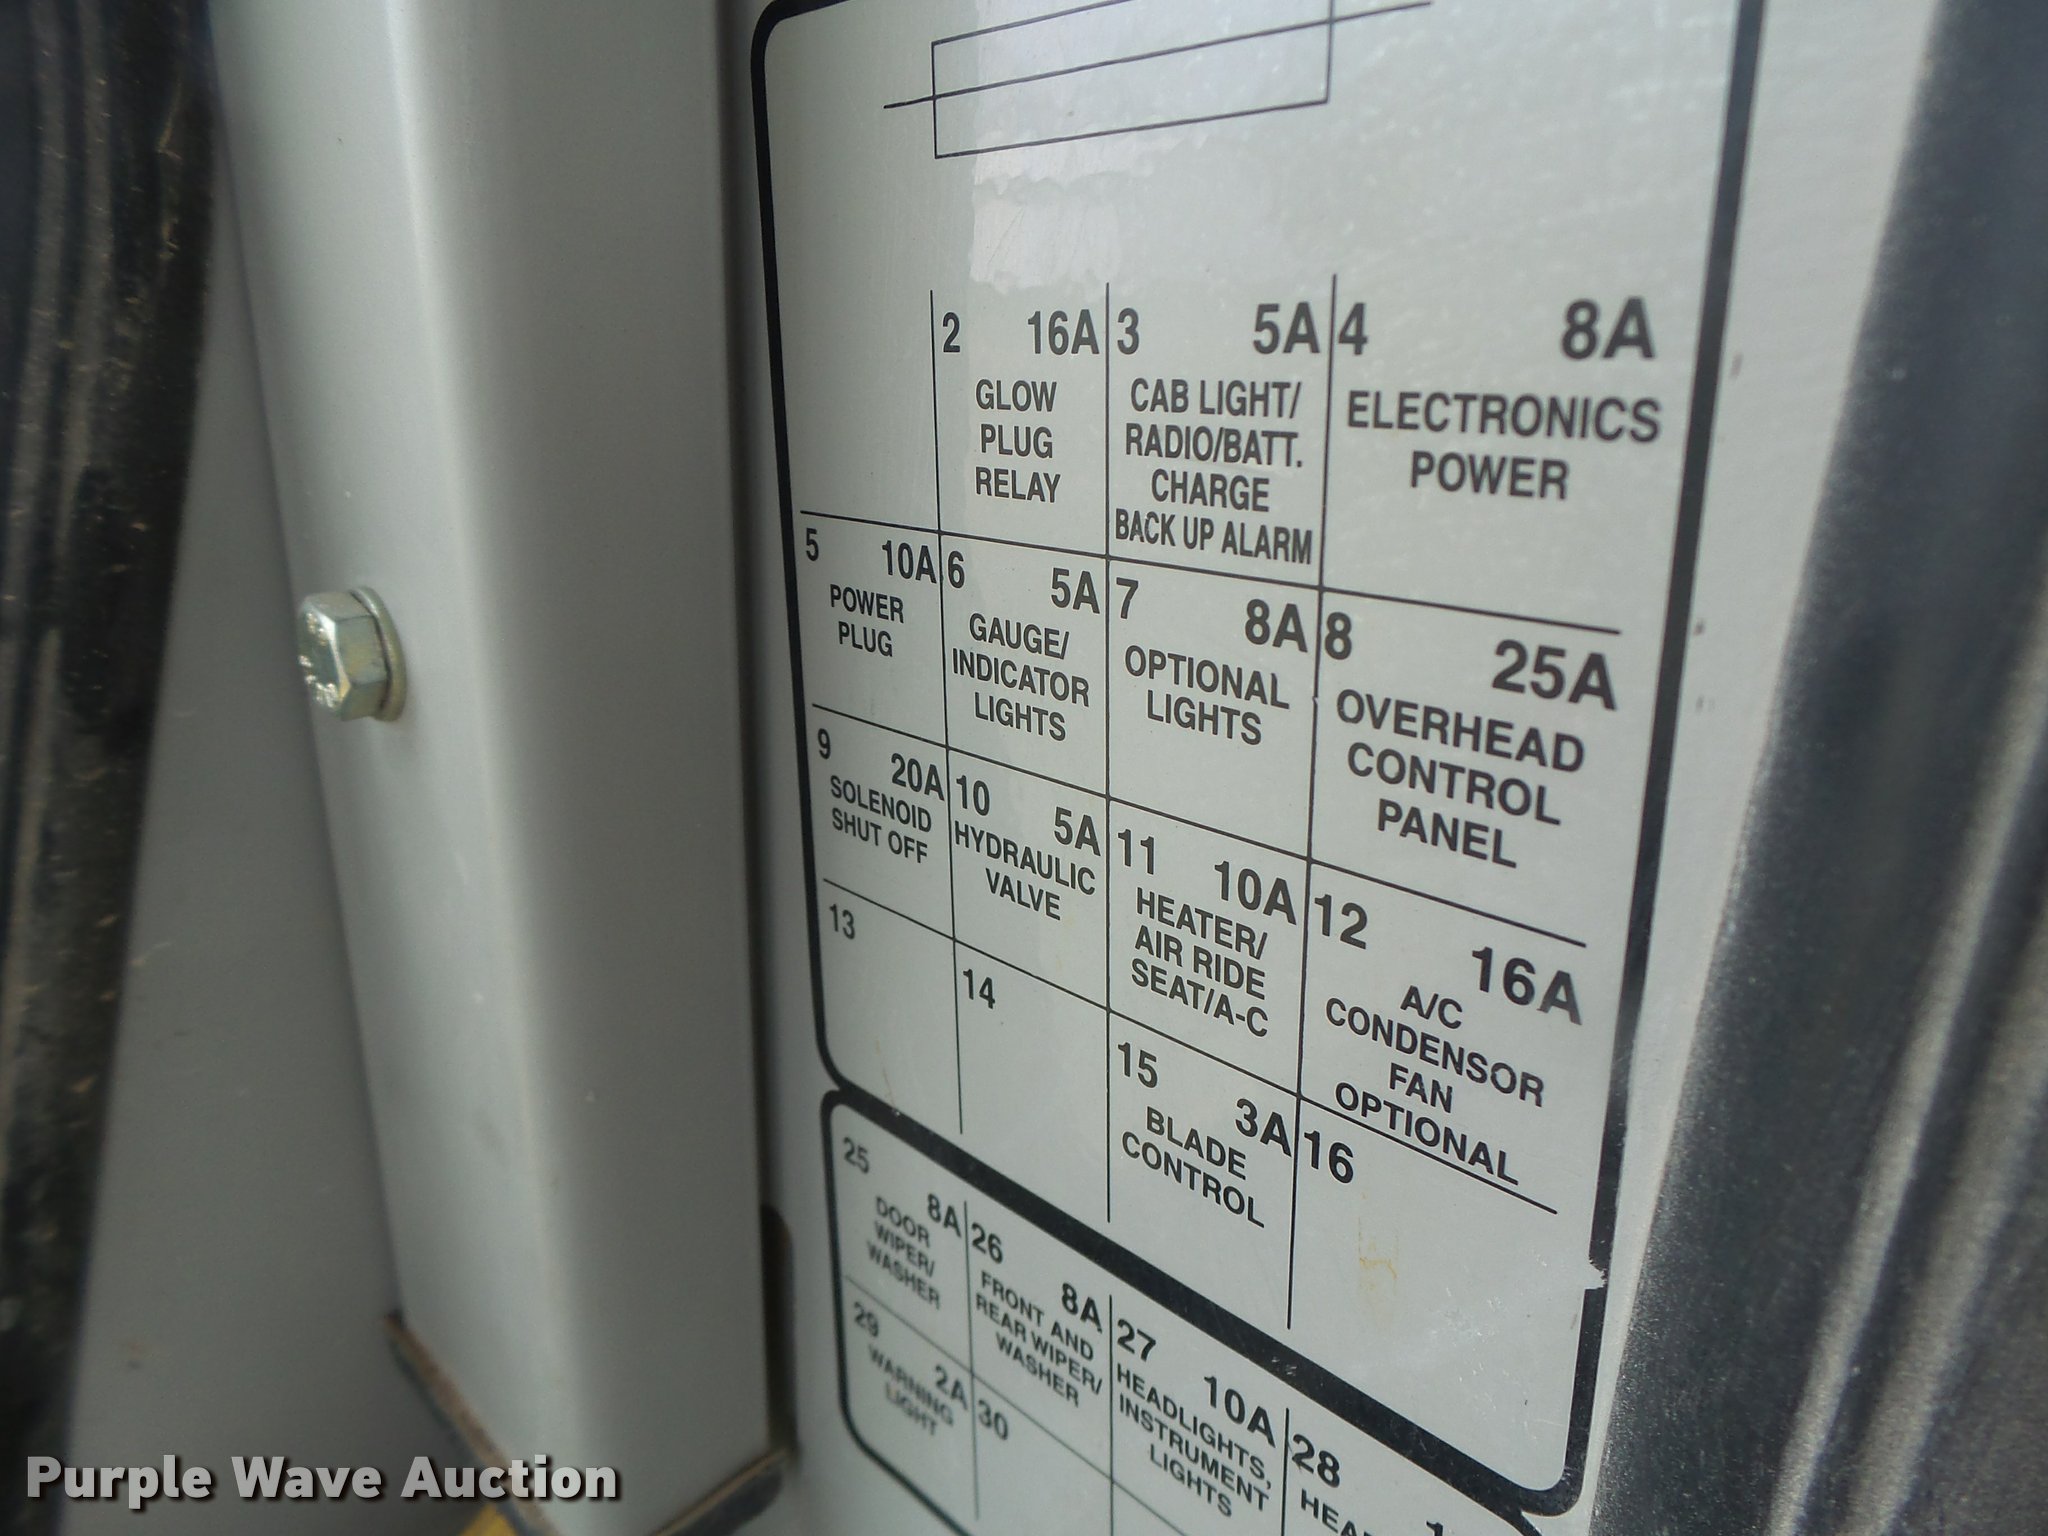 2 16A
GLOW
PLUG
RELAY
3 5A
CAB LIGHT/
RADIO/BATT.
CHARGE
BACK UP ALARM
4 8A
ELECTRONICS
POWER
5 10A
POWER
PLUG
6 5A
GAUGE/
INDICATOR
LIGHTS
7 8A
OPTIONAL
LIGHTS
8 25A
OVERHEAD
CONTROL
PANEL
9 20A
SOLENOID
SHUT OFF
10 5A
HYDRAULIC
VALVE
11 10A
HEATER/
AIR RIDE
SEAT/A-C
12 16A
A/C
CONDENSOR
FAN
OPTIONAL
13
14
15 3A
BLADE
CONTROL
16
25 8A
DOOR
WIPER/
WASHER
26 8A
FRONT AND
REAR WIPER/
WASHER
27 10A
HEADLIGHTS,
INSTRUMENT
LIGHTS
28
29 2A
WARNING
LIGHT
30
Purple Wave Auction